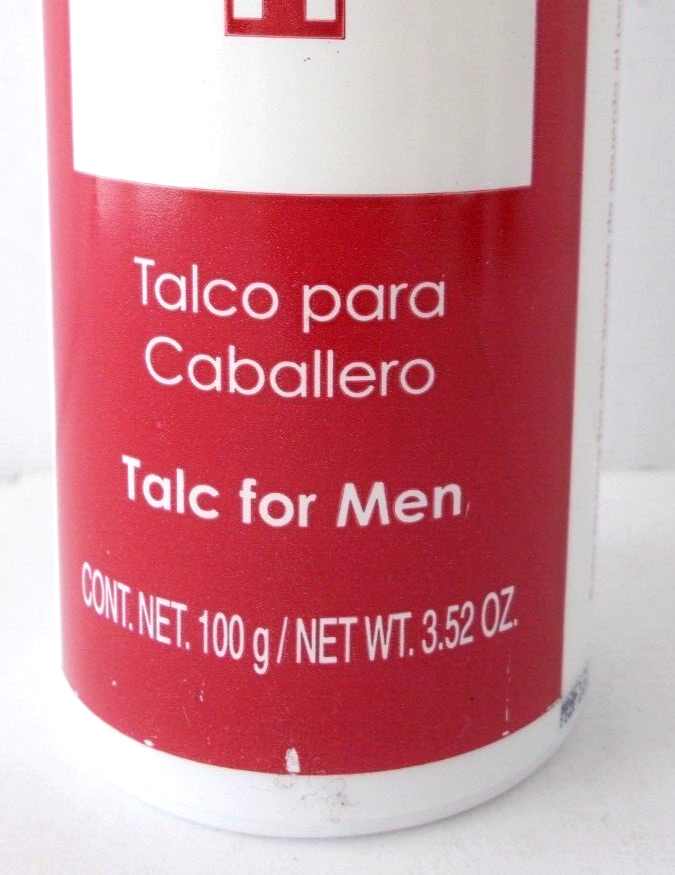 Talco para
Caballero
Talc for Men
CONT. NET. 100 g / NET WT. 3.52 OZ.